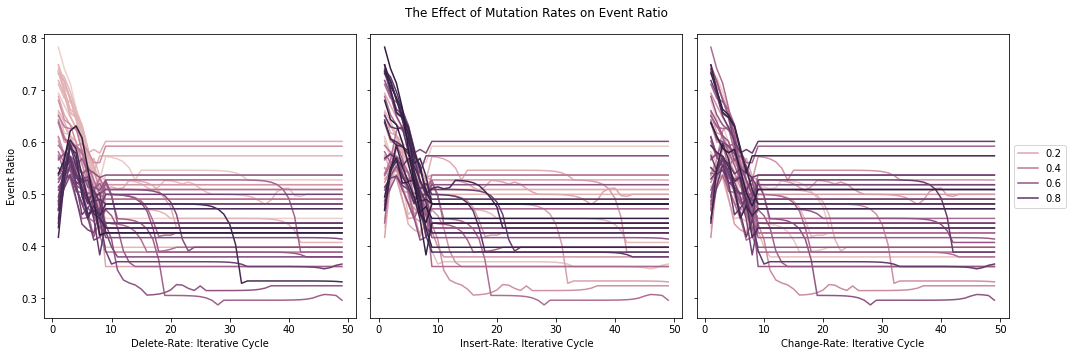 The Effect of Mutation Rates on Event Ratio
Event Ratio
0.8
0.7
0.6
0.5
0.4
0.3
0 10 20 30 40 50
Delete-Rate: Iterative Cycle
0 10 20 30 40 50
Insert-Rate: Iterative Cycle
0 10 20 30 40 50
Change-Rate: Iterative Cycle
0.2
0.4
0.6
0.8